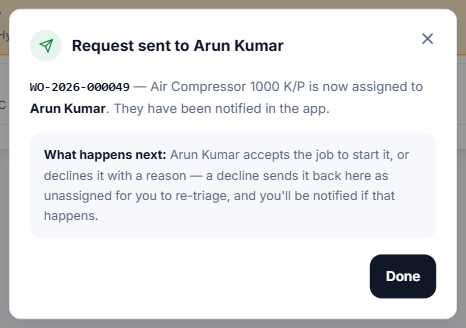 Request sent to Arun Kumar
WO-2026-000049 — Air Compressor 1000 K/P is now assigned to
Arun Kumar. They have been notified in the app.
What happens next: Arun Kumar accepts the job to start it, or
declines it with a reason — a decline sends it back here as
unassigned for you to re-triage, and you'll be notified if that
happens.
Done